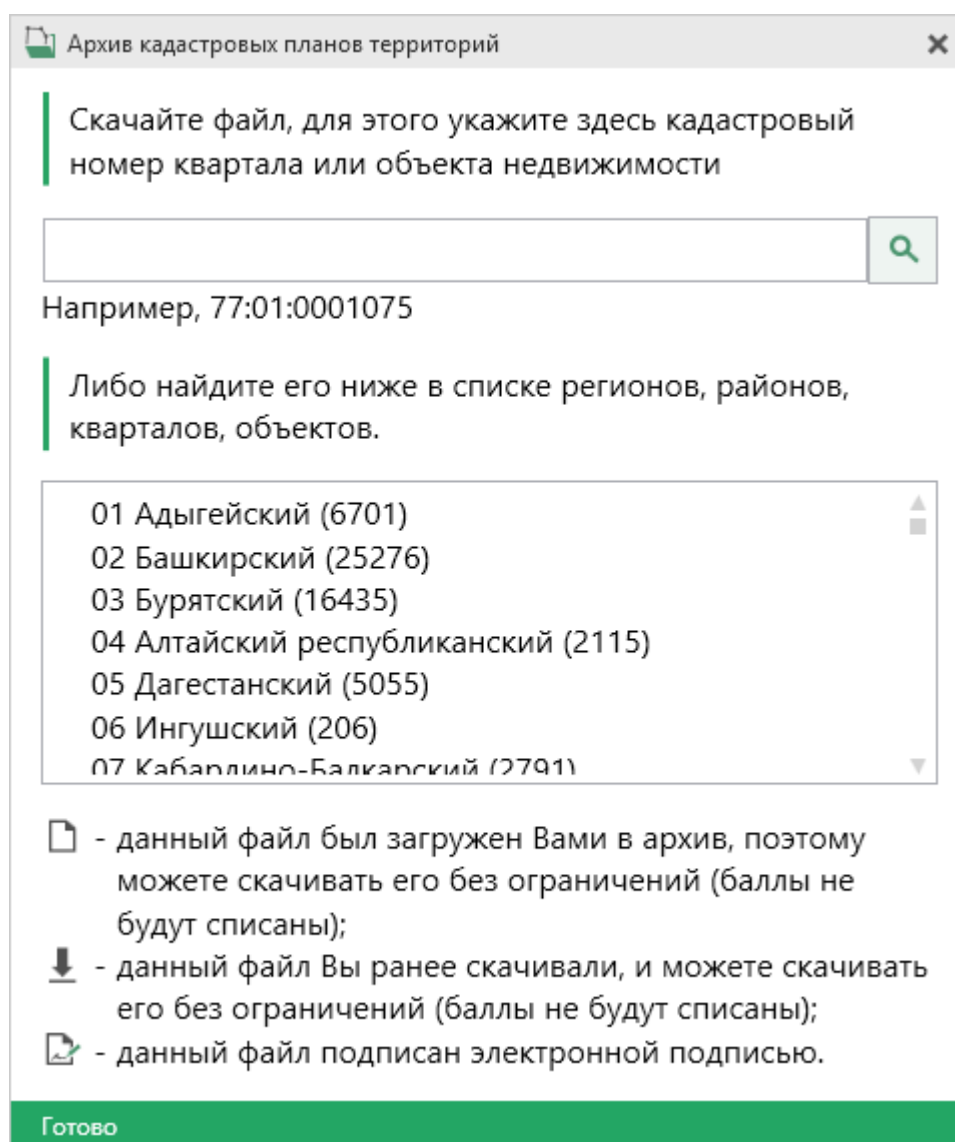 Архив кадастровых планов территорий
Скачайте файл, для этого укажите здесь кадастровый
номер квартала или объекта недвижимости
Например, 77:01:0001075
Либо найдите его ниже в списке регионов, районов,
кварталов, объектов.
01 Адыгейский (6701)
02 Башкирский (25276)
03 Бурятский (16435)
04 Алтайский республиканский (2115)
05 Дагестанский (5055)
06 Ингушский (206)
07 Кабардино-Балкарский (2791)
- данный файл был загружен Вами в архив, поэтому
можете скачивать его без ограничений (баллы не
будут списаны);
- данный файл Вы ранее скачивали, и можете скачивать
его без ограничений (баллы не будут списаны);
- данный файл подписан электронной подписью.
Готово